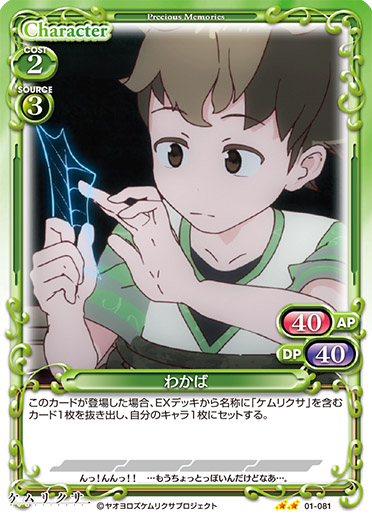 Precious Memories
Character
COST
2
SOURCE
3
40 AP
DP 40
わかば
このカードが登場した場合、EXデッキから名称に「ケムリクサ」を含む
カード1枚を抜き出し、自分のキャラ1枚にセットする。
んっ!んんっ!! …もうちょっとっぽいんだけどなあ…。
ケムリクサ
©ヤオヨロズケムリクサプロジェクト
01-081